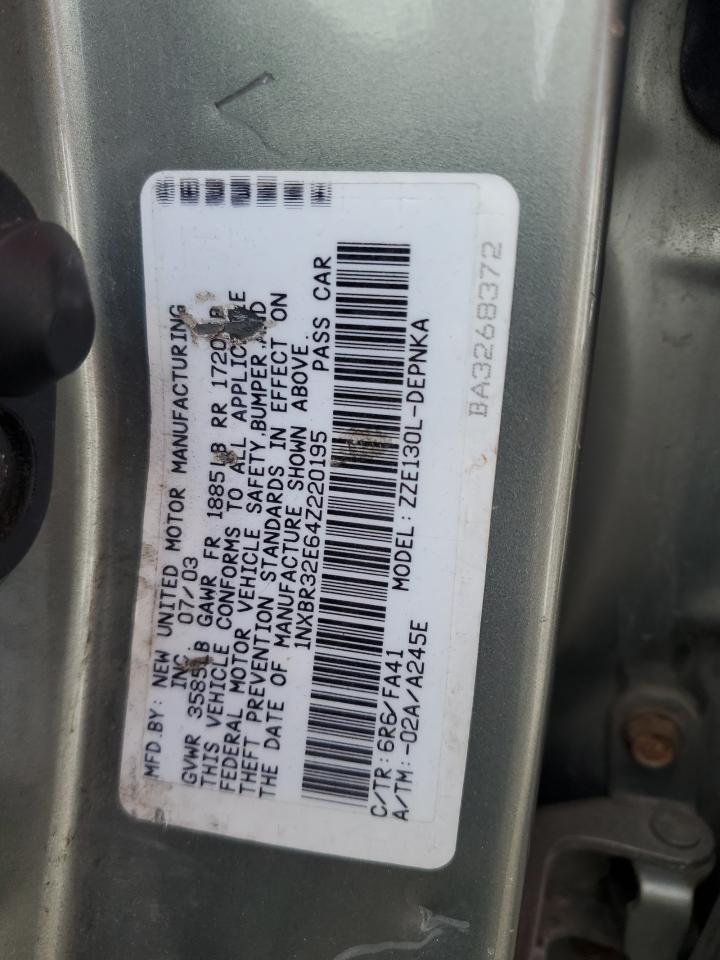 MFD.BY: NEW UNITED MOTOR MANUFACTURING
INC 07/03
GVWR 3585LB GAWR FR 1885LB RR 1720LB
THIS VEHICLE CONFORMS TO ALL APPLICABLE
FEDERAL MOTOR VEHICLE SAFETY,BUMPER,AND
THEFT PREVENTION STANDARDS IN EFFECT ON
THE DATE OF MANUFACTURE SHOWN ABOVE.
1NXBR32E64Z220195 PASS CAR
C/TR:6R6/FA41 MODEL:ZZE130L-DEPNKA
A/TM:-02A/A245E
BA3268372